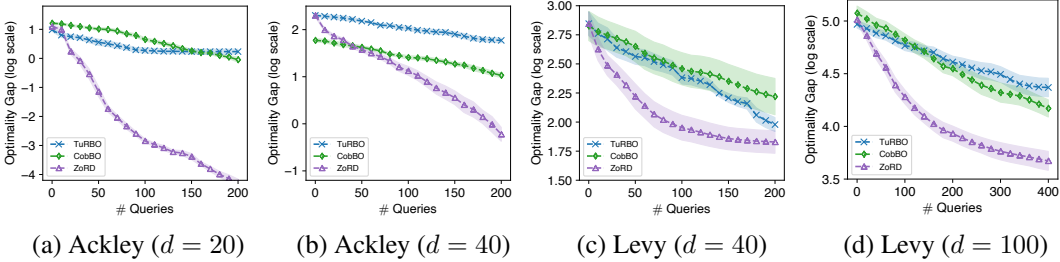 Optimality Gap (log scale)
1
0
−1
−2
−3
−4
TuRBO
CobBO
ZoRD
0 50 100 150 200
# Queries
(a) Ackley (d = 20)
Optimality Gap (log scale)
2
1
0
−1
TuRBO
CobBO
ZoRD
0 50 100 150 200
# Queries
(b) Ackley (d = 40)
Optimality Gap (log scale)
3.00
2.75
2.50
2.25
2.00
1.75
1.50
TuRBO
CobBO
ZoRD
0 50 100 150 200
# Queries
(c) Levy (d = 40)
Optimality Gap (log scale)
5.0
4.5
4.0
3.5
TuRBO
CobBO
ZoRD
0 100 200 300 400
# Queries
(d) Levy (d = 100)